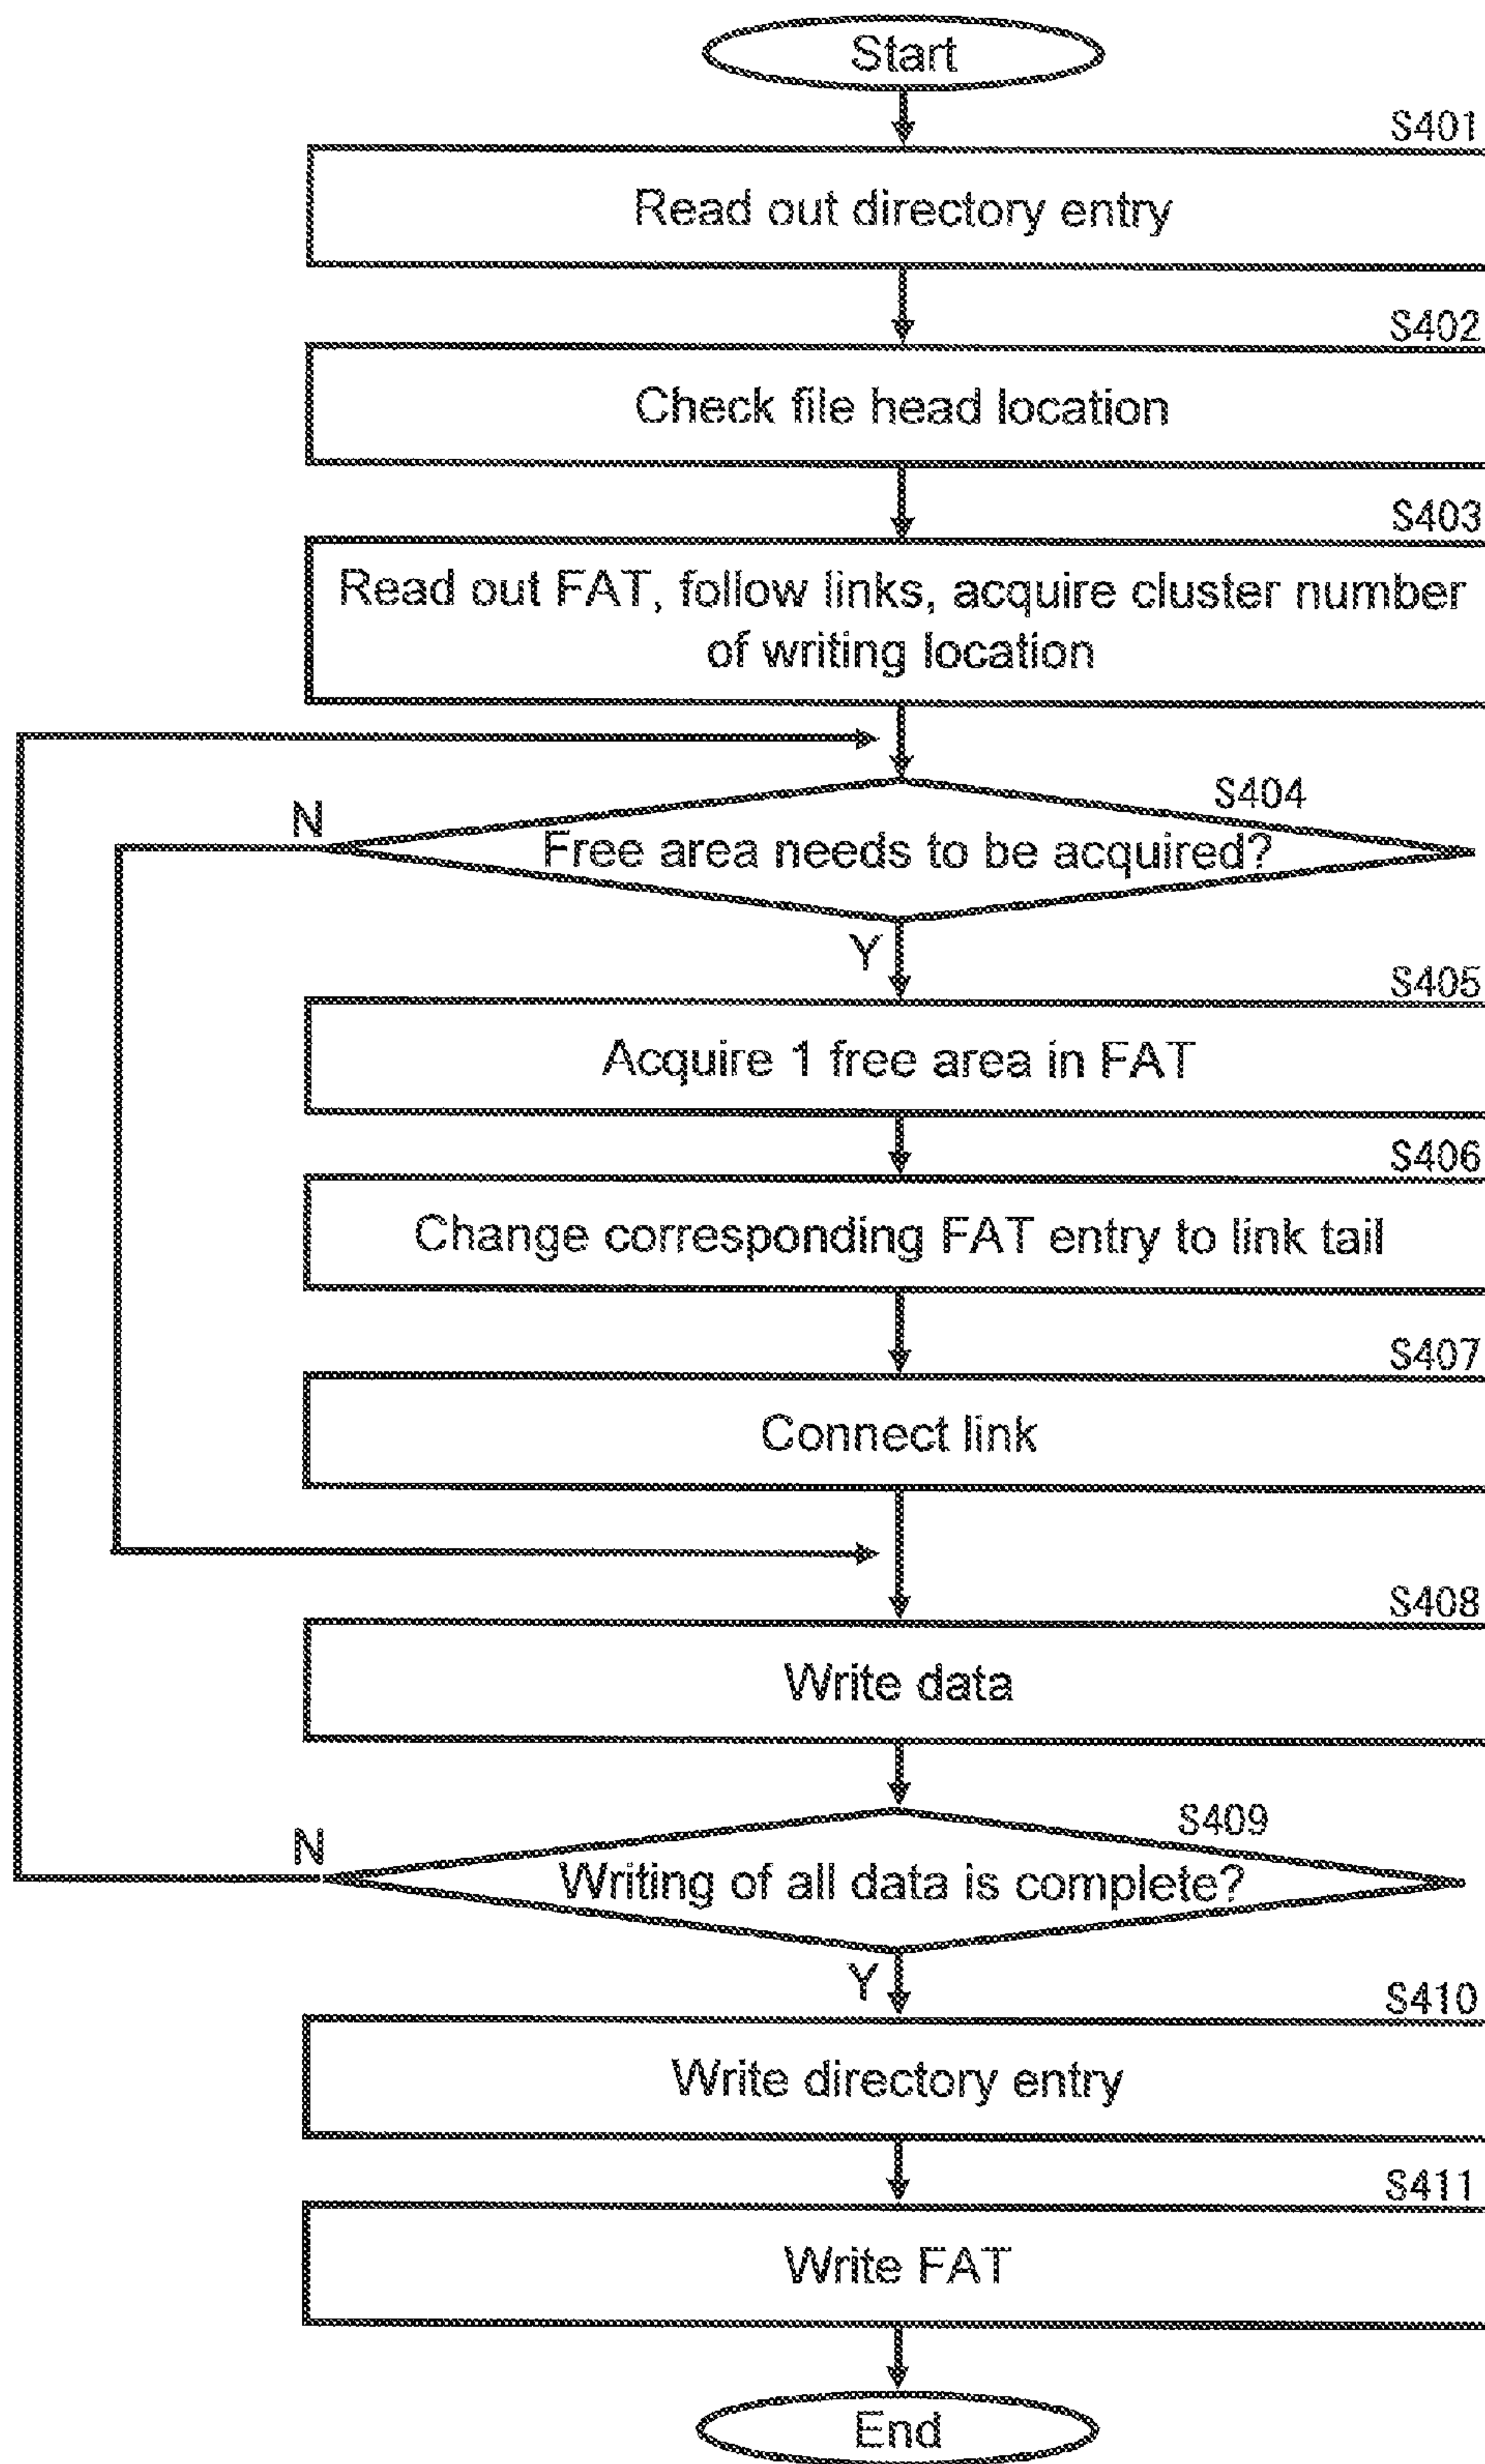 Start
S401
Read out directory entry
S402
Check file head location
S403
Read out FAT, follow links, acquire cluster number
of writing location
S404
N
Free area needs to be acquired?
Y
S405
Acquire 1 free area in FAT
S406
Change corresponding FAT entry to link tail
S407
Connect link
S408
Write data
S409
N
Writing of all data is complete?
Y
S410
Write directory entry
S411
Write FAT
End